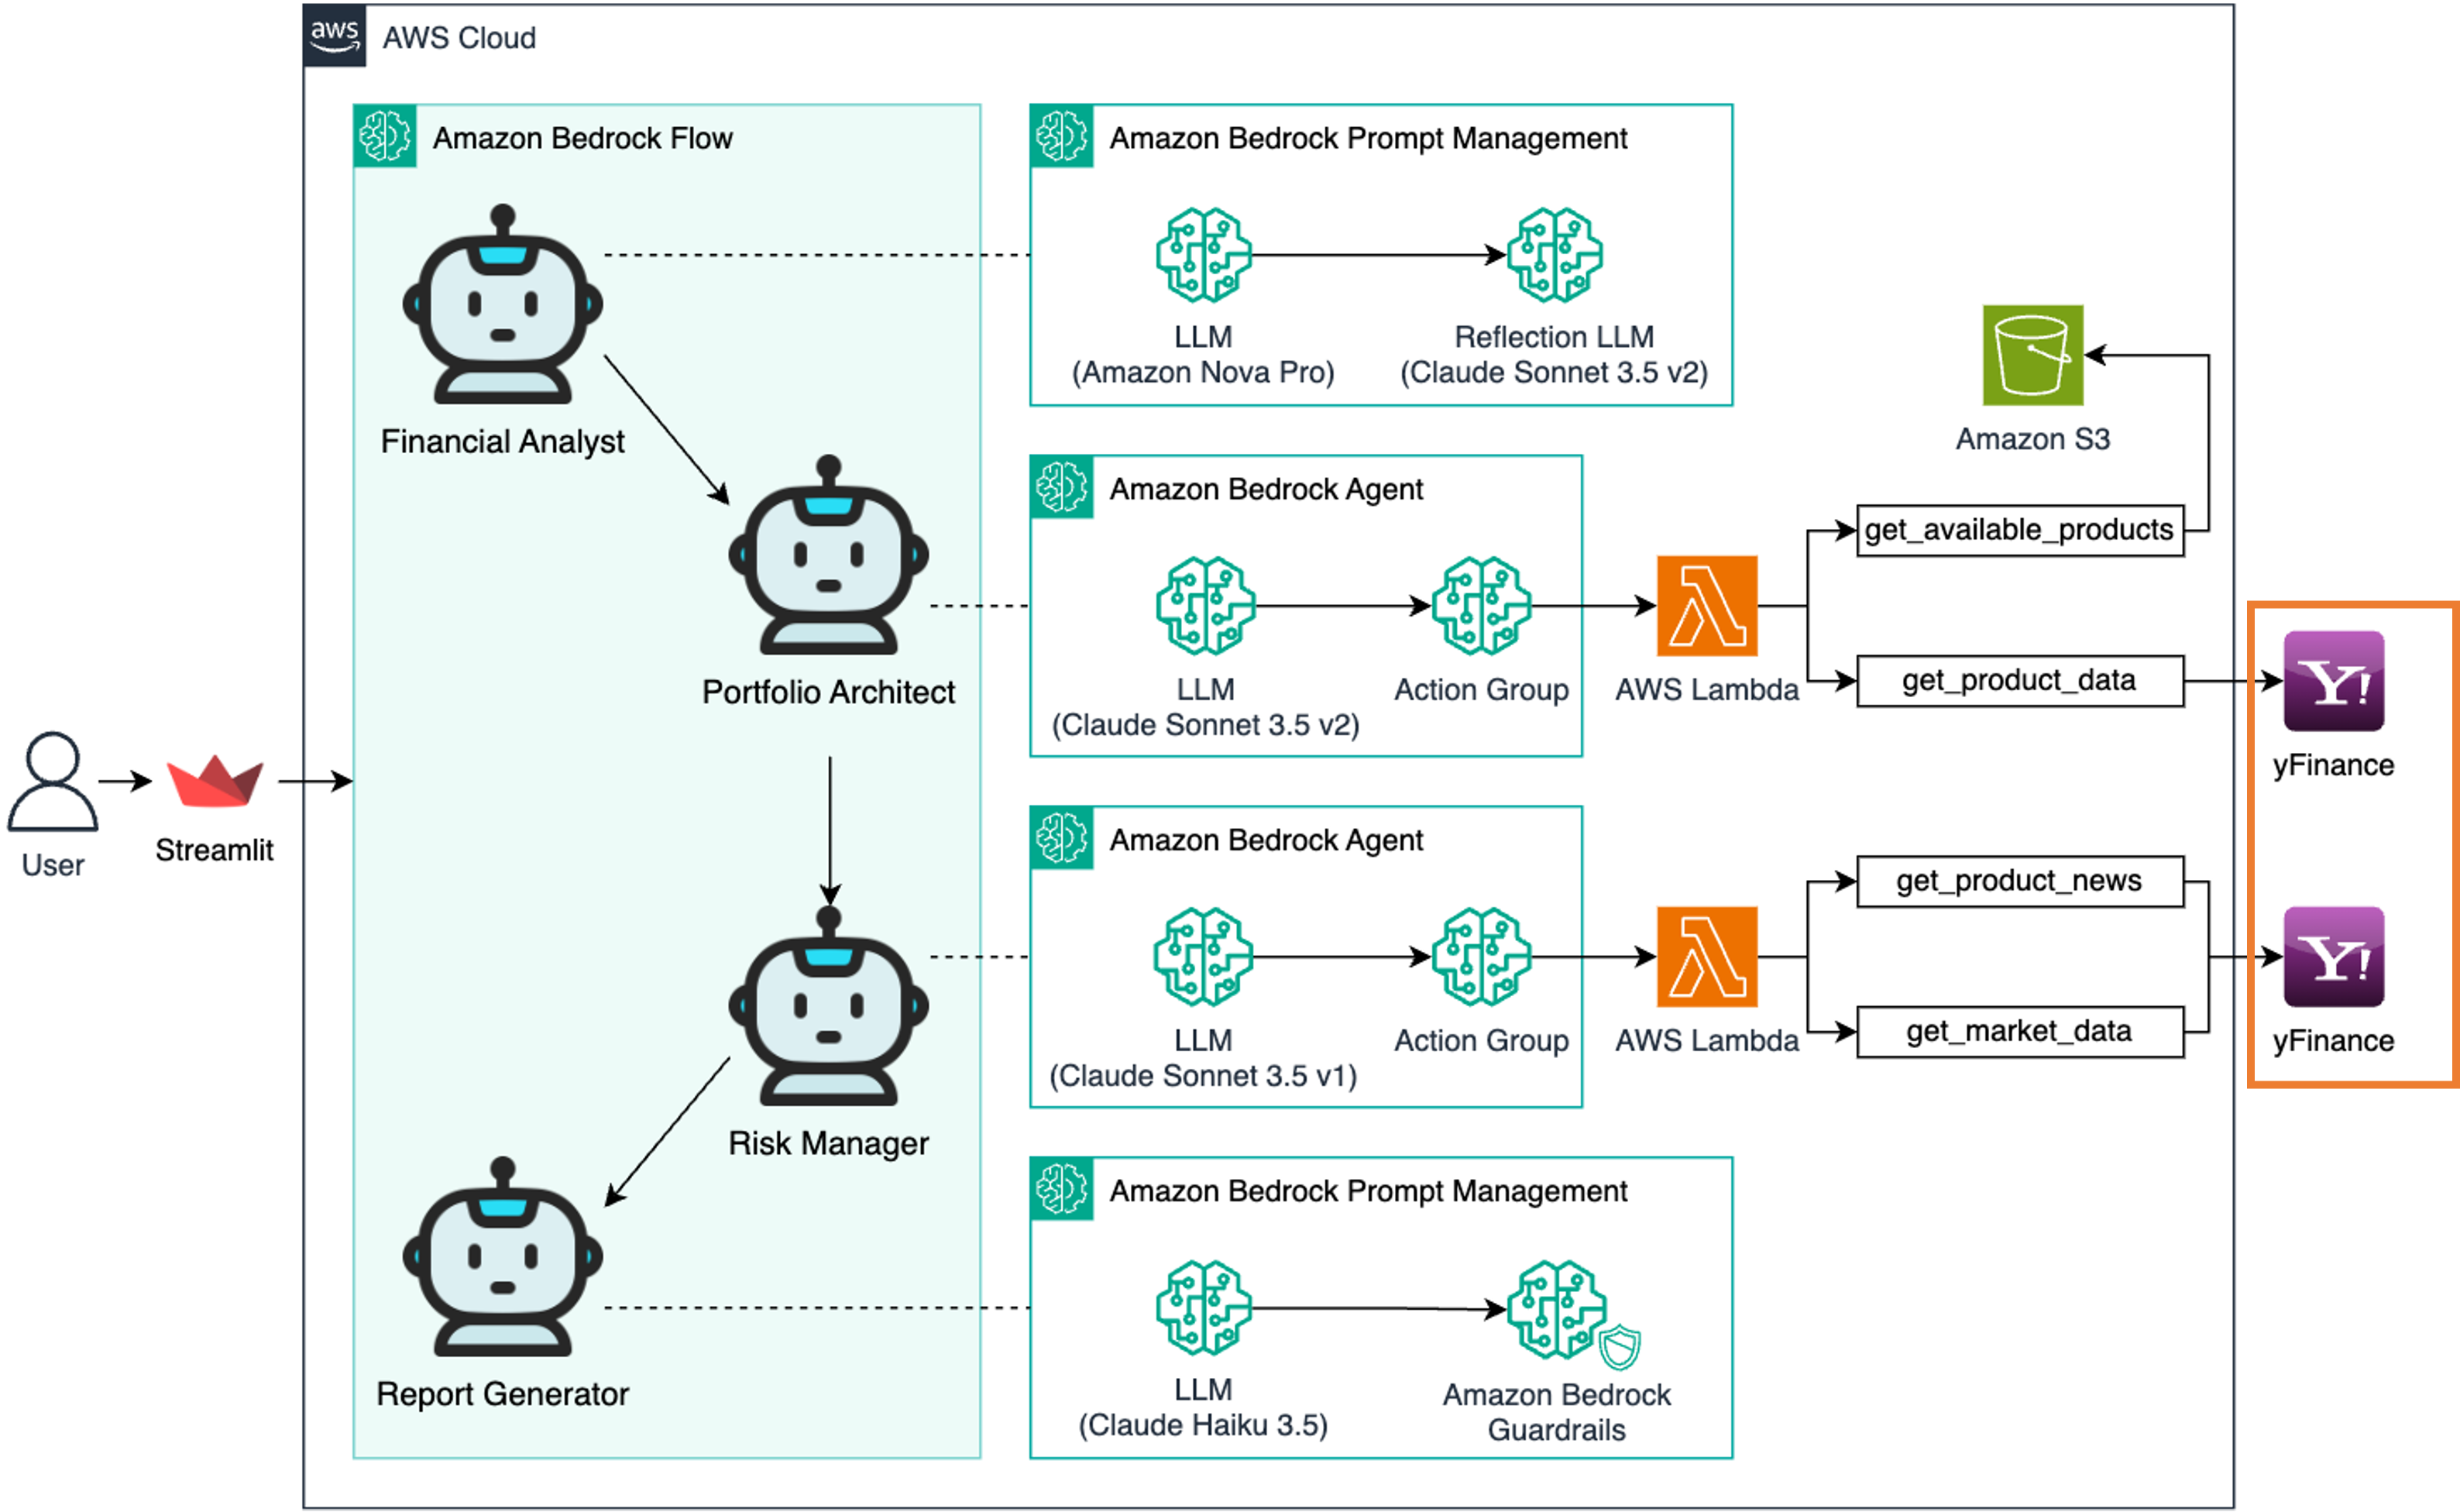 aws
AWS Cloud
Amazon Bedrock Flow
Financial Analyst
Portfolio Architect
Risk Manager
Report Generator
User
Streamlit
Amazon Bedrock Prompt Management
LLM
(Amazon Nova Pro)
Reflection LLM
(Claude Sonnet 3.5 v2)
Amazon Bedrock Agent
LLM
(Claude Sonnet 3.5 v2)
Action Group
AWS Lambda
get_available_products
get_product_data
Amazon S3
Y!
yFinance
Amazon Bedrock Agent
LLM
(Claude Sonnet 3.5 v1)
Action Group
AWS Lambda
get_product_news
get_market_data
Y!
yFinance
Amazon Bedrock Prompt Management
LLM
(Claude Haiku 3.5)
Amazon Bedrock
Guardrails